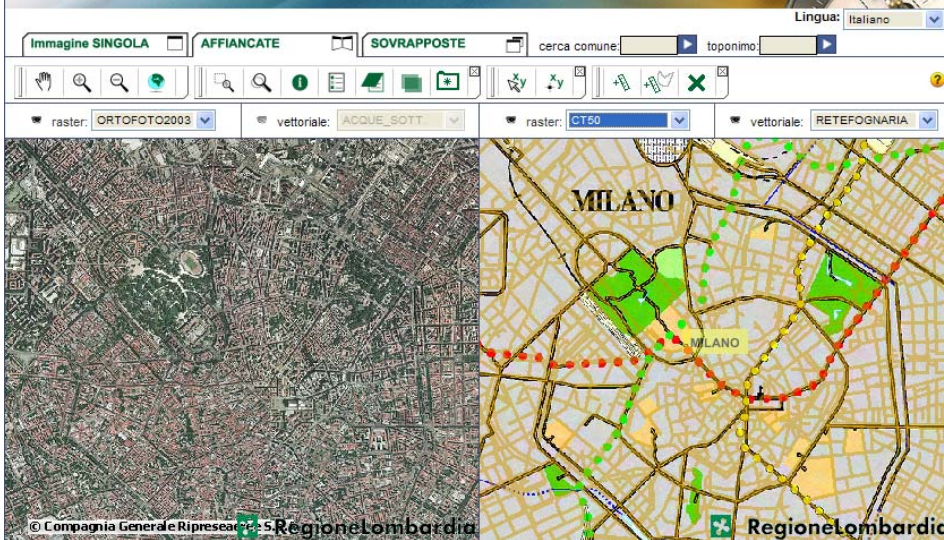 Lingua: Italiano
Immagine SINGOLA AFFIANCATE SOVRAPPOSTE cerca comune: toponimo:
raster: ORTOFOTO2003 vettoriale: ACQUE_SOTT. raster: CT50 vettoriale: RETEFOGNARIA
MILANO
MILANO
© Compagnia Generale Ripreseaeree S. RegioneLombardia
RegioneLombardia